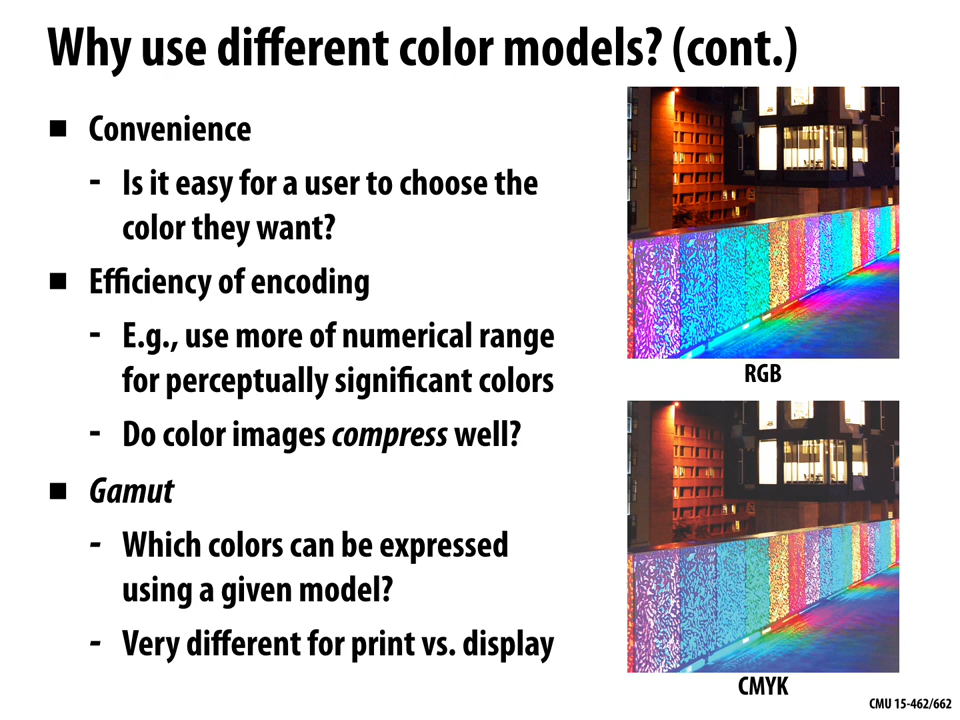 Why use different color models? (cont.)
■ Convenience
- Is it easy for a user to choose the
color they want?
■ Efficiency of encoding
- E.g., use more of numerical range
for perceptually significant colors
- Do color images compress well?
■ Gamut
- Which colors can be expressed
using a given model?
- Very different for print vs. display
RGB
CMYK
CMU 15-462/662